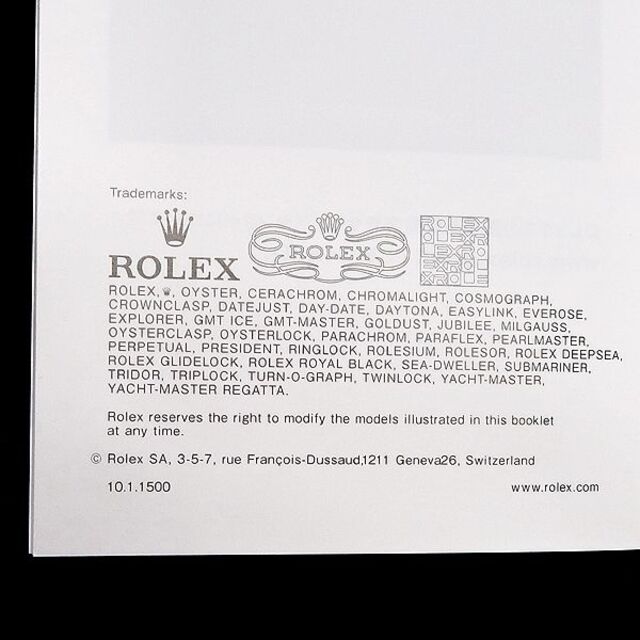 Trademarks:
ROLEX
ROLEX
ROLEX, OYSTER, CERACHROM, CHROMALIGHT, COSMOGRAPH,
CROWNCLASP, DATEJUST, DAY-DATE, DAYTONA, EASYLINK, EVEROSE,
EXPLORER, GMT ICE, GMT-MASTER, GOLDUST, JUBILEE, MILGAUSS,
OYSTERCLASP, OYSTERLOCK, PARACHROM, PARAFLEX, PEARLMASTER,
PERPETUAL, PRESIDENT, RINGLOCK, ROLESIUM, ROLESOR, ROLEX DEEPSEA,
ROLEX GLIDELOCK, ROLEX ROYAL BLACK, SEA-DWELLER, SUBMARINER,
TRIDOR, TRIPLOCK, TURN-O-GRAPH, TWINLOCK, YACHT-MASTER,
YACHT-MASTER REGATTA.
Rolex reserves the right to modify the models illustrated in this booklet
at any time.
© Rolex SA, 3-5-7, rue François-Dussaud,1211 Geneva26, Switzerland
10.1.1500
www.rolex.com